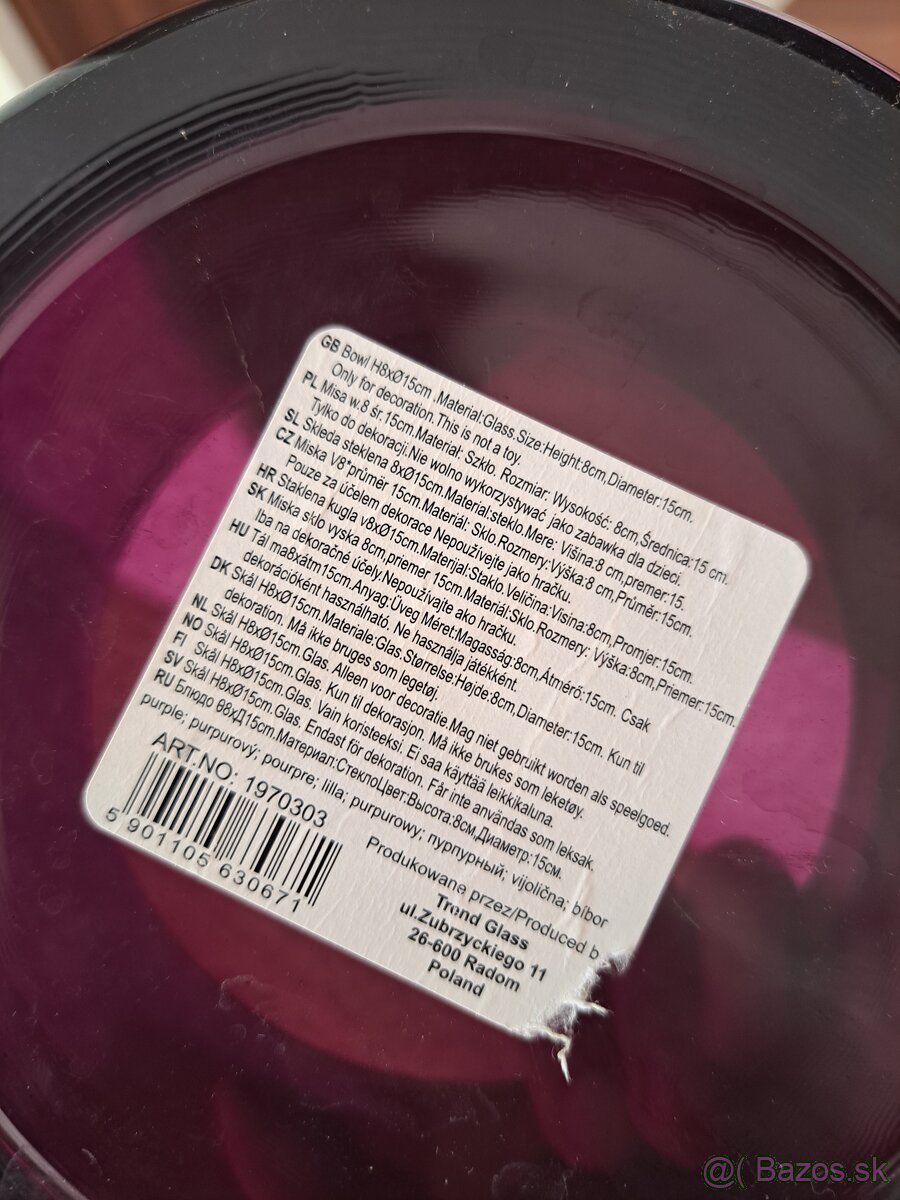 GB Bowl H8xØ15cm .Material:Glass.Size:Height:8cm,Diameter:15cm.
Only for decoration.This is not a toy.
PL Misa w.8 śr.15cm.Materiał: Szkło. Rozmiar: Wysokość: 8cm,Średnica:15 cm.
Tylko do dekoracji.Nie wolno wykorzystywać jako zabawka dla dzieci.
SL Skleda steklena 8xØ15cm.Material:steklo.Mere: Višina:8 cm,premer:15.
CZ Miska V8*průměr 15cm.Materiál: Sklo.Rozmery:Výška:8 cm,Průměr:15cm.
Pouze za účelem dekorace Nepoužívejte jako hračku.
HR Staklena kugla v8xØ15cm.Materijal:Staklo.Veličina:Visina:8cm,Promjer:15cm.
SK Miska sklo vyska 8cm,priemer 15cm.Materiál:Sklo.Rozmery: Výška:8cm,Priemer:15cm.
Iba na dekoračné účely.Nepoužívajte ako hračku.
HU Tál ma8xátm15cm.Anyag:Üveg Méret:Magasság:8cm,Átmérő:15cm. Csak
dekorációként használható. Ne használja játékként.
DK Skål H8xØ15cm.Materiale:Glas.Størrelse:Højde:8cm,Diameter:15cm. Kun til
dekoration. Må ikke bruges som legetøj.
NL Skål H8xØ15cm.Glas. Alleen voor decoratie.Mag niet gebruikt worden als speelgoed.
NO Skål H8xØ15cm.Glas. Kun til dekorasjon. Må ikke brukes som leketøy.
FI Skål H8xØ15cm.Glas. Vain koristeeksi. Ei saa käyttää leikkikaluna.
SV Skål H8xØ15cm.Glas. Endast för dekoration. Får inte användas som leksak.
RU Блюдо в8xД15см.Материал:СтеклоЦвет:Высота:8см,Диаметр:15см.
purple; purpurový; pourpre; lilla; purpurowy; пурпурный; vijolična; bíbor
ART.NO: 1970303
5 901105 630671
Produkowane przez/Produced b
Trend Glass
ul.Zubrzyckiego 11
26-600 Radom
Poland
@( Bazos.sk